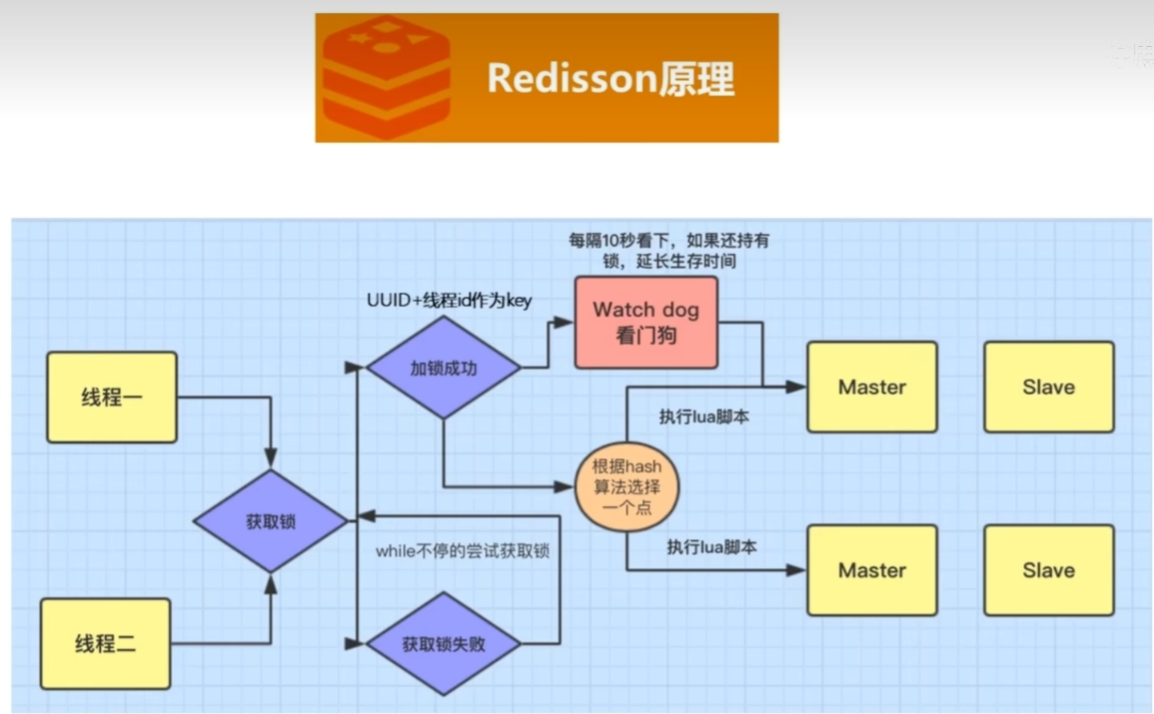 Redisson原理
每隔10秒看下，如果还持有
锁，延长生存时间
UUID+线程id作为key
Watch dog
看门狗
加锁成功
线程一
Master
Slave
执行lua脚本
根据hash
算法选择
一个点
获取锁
while不停的尝试获取锁
执行lua脚本
Master
Slave
线程二
获取锁失败